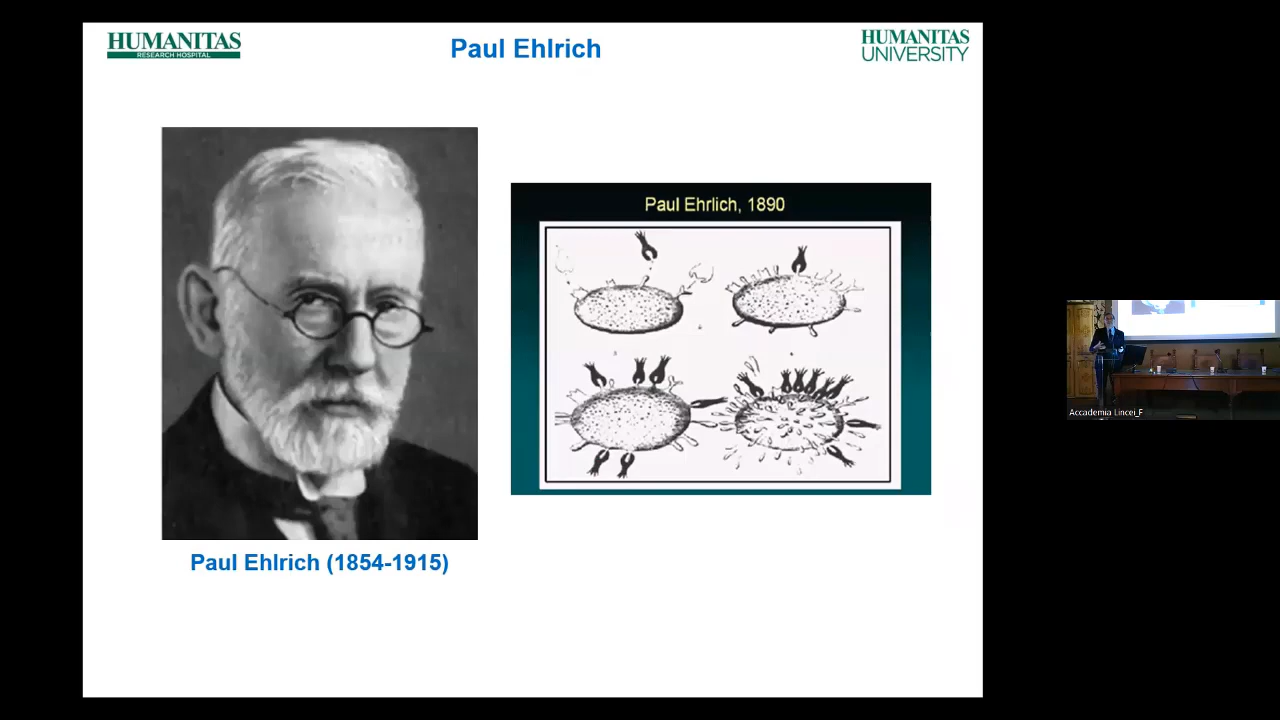 HUMANITAS
RESEARCH HOSPITAL
Paul Ehlrich
HUMANITAS
UNIVERSITY
Paul Ehrlich, 1890
Paul Ehlrich (1854-1915)
Accademia Lincei_F